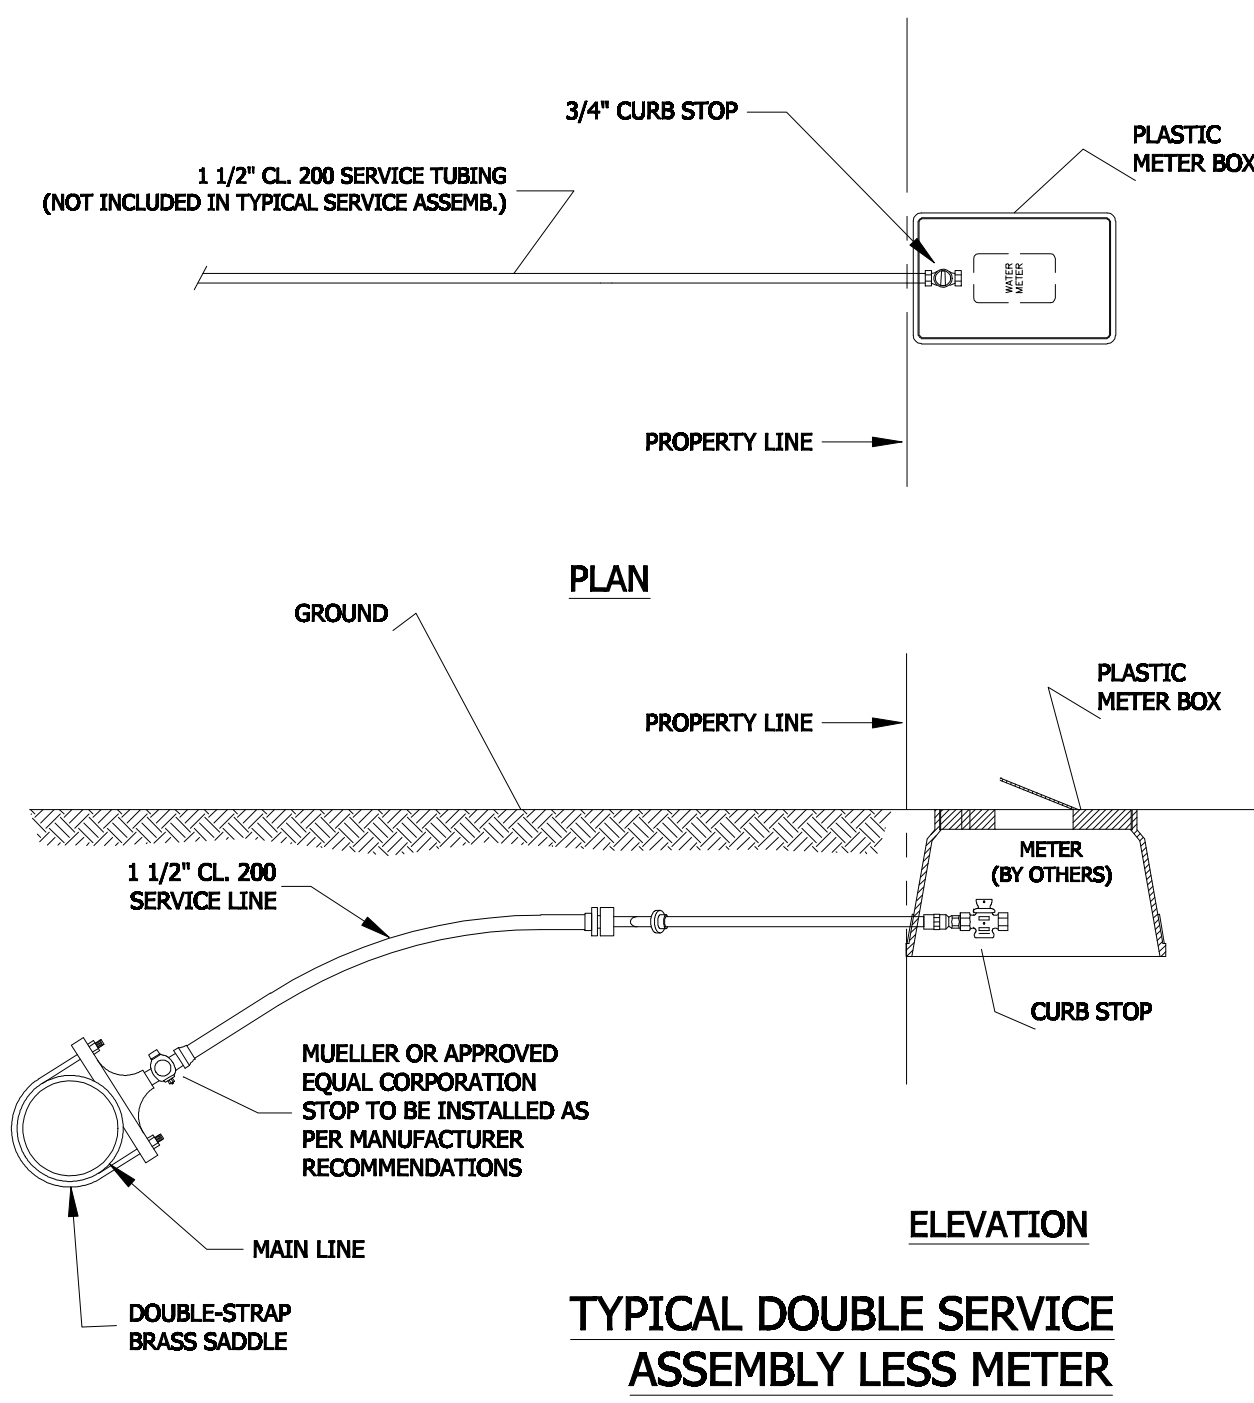 3/4" CURB STOP
PLASTIC
METER BOX
1 1/2" CL. 200 SERVICE TUBING
(NOT INCLUDED IN TYPICAL SERVICE ASSEMB.)
WATER
METER
PROPERTY LINE
PLAN
GROUND
PLASTIC
METER BOX
PROPERTY LINE
METER
(BY OTHERS)
1 1/2" CL. 200
SERVICE LINE
CURB STOP
MUELLER OR APPROVED
EQUAL CORPORATION
STOP TO BE INSTALLED AS
PER MANUFACTURER
RECOMMENDATIONS
MAIN LINE
DOUBLE-STRAP
BRASS SADDLE
ELEVATION
TYPICAL DOUBLE SERVICE
ASSEMBLY LESS METER